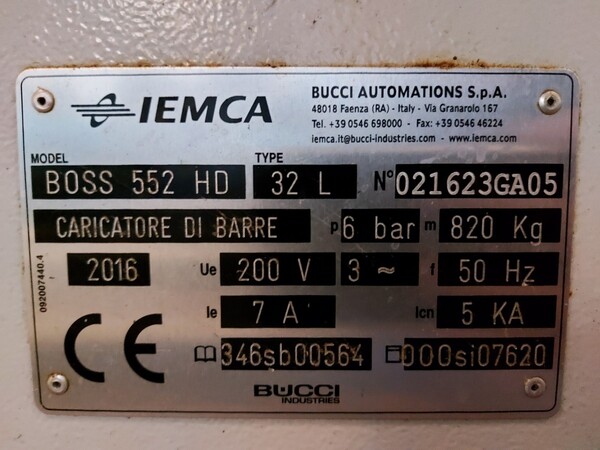 IEMCA
BUCCI AUTOMATIONS S.p.A.
48018 Faenza (RA) - Italy - Via Granarolo 167
Tel. +39 0546 698000 - Fax: +39 0546 46224
iemca.it@bucci-industries.com - www.iemca.com
MODEL TYPE
BOSS 552 HD 32 L N° 021623GA05
CARICATORE DI BARRE p 6 bar m 820 Kg
2016 Ue 200 V 3 ~ f 50 Hz
Ie 7 A Icn 5 KA
CE 346sb00564 000si07620
BUCCI
INDUSTRIES
092007440.4